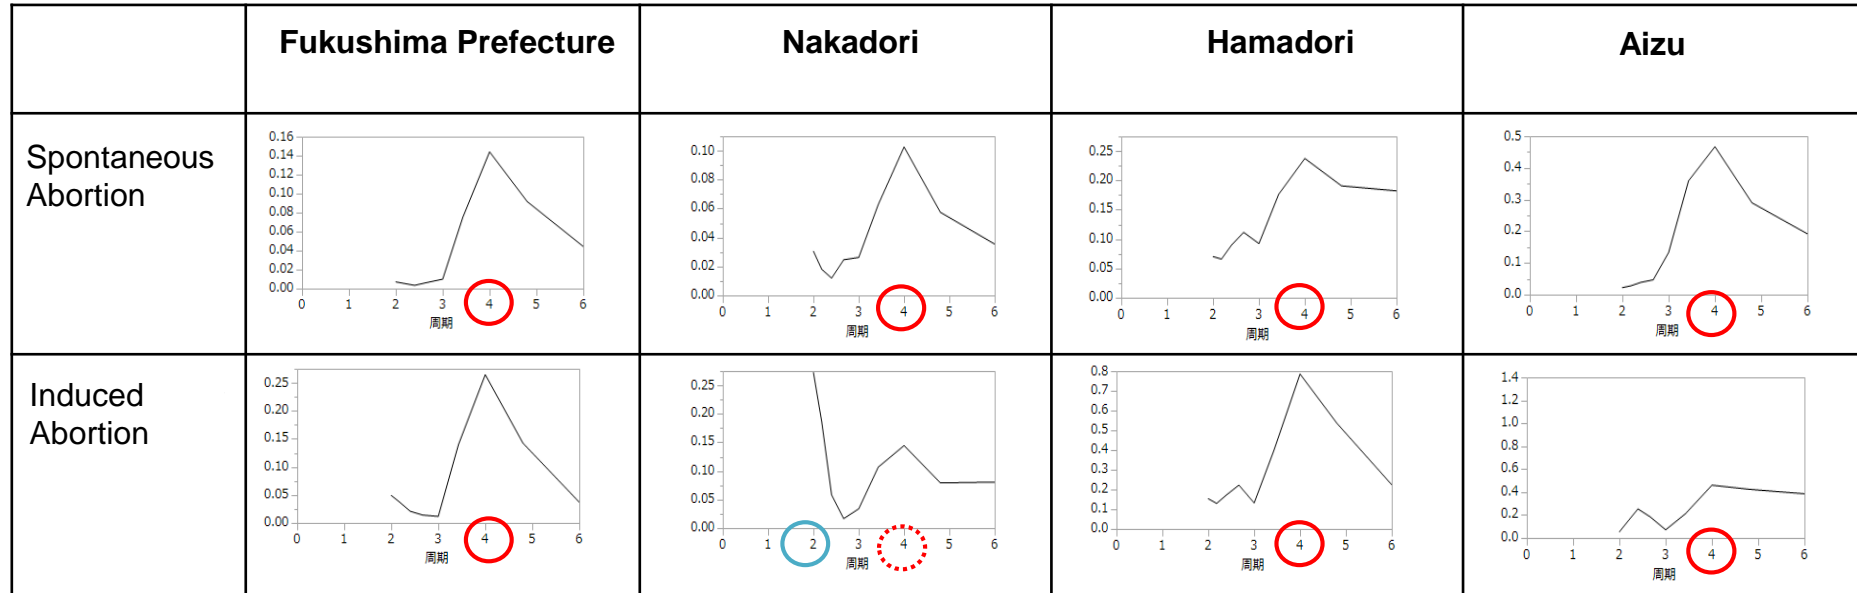 Fukushima Prefecture
Nakadori
Hamadori
Aizu
Spontaneous
Abortion
0.16
0.14
0.12
0.10
0.08
0.06
0.04
0.02
0.00
0 1 2 3 4 5 6
周期
0.10
0.08
0.06
0.04
0.02
0.00
0 1 2 3 4 5 6
周期
0.25
0.20
0.15
0.10
0.05
0.00
0 1 2 3 4 5 6
周期
0.5
0.4
0.3
0.2
0.1
0.0
0 1 2 3 4 5 6
周期
Induced
Abortion
0.25
0.20
0.15
0.10
0.05
0.00
0 1 2 3 4 5 6
周期
0.25
0.20
0.15
0.10
0.05
0.00
0 1 2 3 4 5 6
周期
0.8
0.7
0.6
0.5
0.4
0.3
0.2
0.1
0.0
0 1 2 3 4 5 6
周期
1.4
1.2
1.0
0.8
0.6
0.4
0.2
0.0
0 1 2 3 4 5 6
周期